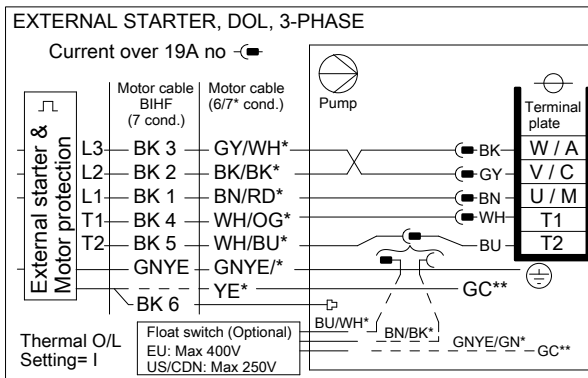 EXTERNAL STARTER, DOL, 3-PHASE
Current over 19A no
External starter &
Motor protection
Motor cable
BIHF
(7 cond.)
Motor cable
(6/7* cond.)
Pump
Terminal
plate
L3 BK 3 GY/WH* BK W / A
L2 BK 2 BK/BK* GY V / C
L1 BK 1 BN/RD* BN U / M
T1 BK 4 WH/OG* WH T1
T2 BK 5 WH/BU* BU T2
GNYE GNYE/*
YE* GC**
BK 6
BU/WH*
BN/BK*
GNYE/GN*
GC**
Thermal O/L
Setting= I
Float switch (Optional)
EU: Max 400V
US/CDN: Max 250V